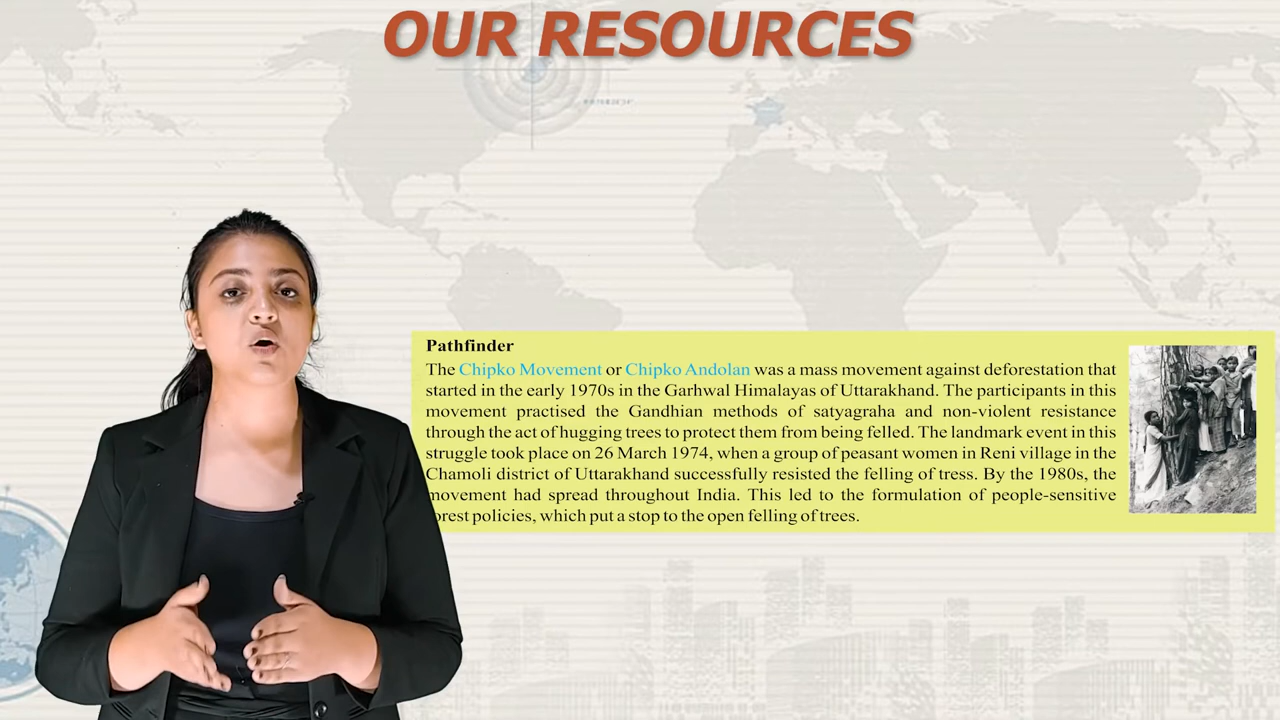 OUR RESOURCES
Pathfinder
The Chipko Movement or Chipko Andolan was a mass movement against deforestation that
started in the early 1970s in the Garhwal Himalayas of Uttarakhand. The participants in this
movement practised the Gandhian methods of satyagraha and non-violent resistance
through the act of hugging trees to protect them from being felled. The landmark event in this
struggle took place on 26 March 1974, when a group of peasant women in Reni village in the
Chamoli district of Uttarakhand successfully resisted the felling of tress. By the 1980s, the
movement had spread throughout India. This led to the formulation of people-sensitive
orest policies, which put a stop to the open felling of trees.